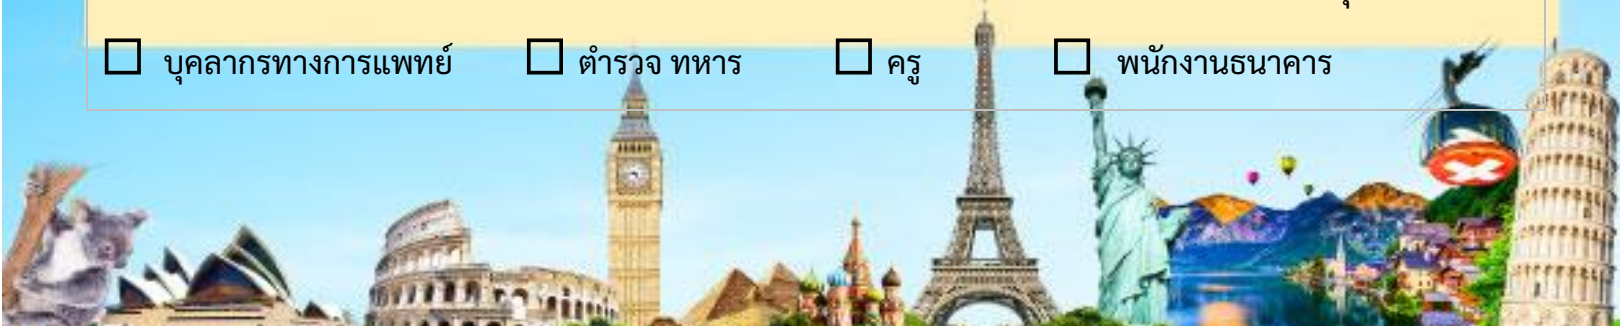 ☐ บุคลากรทางการแพทย์ ☐ ตำรวจ ทหาร ☐ ครู ☐ พนักงานธนาคาร